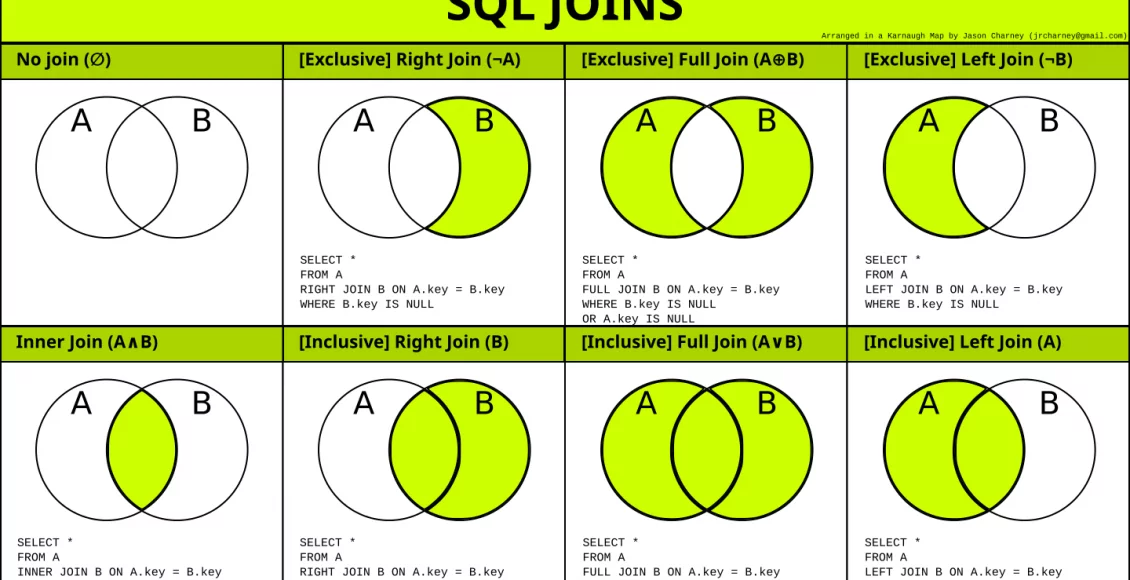 SQL JOINS
Arranged in a Karnaugh Map by Jason Charney (jrcharney@gmail.com)
No join (∅)
[Exclusive] Right Join (¬A)
[Exclusive] Full Join (A⊕B)
[Exclusive] Left Join (¬B)
A B
A B
A B
A B
SELECT *
FROM A
RIGHT JOIN B ON A.key = B.key
WHERE B.key IS NULL
SELECT *
FROM A
FULL JOIN B ON A.key = B.key
WHERE B.key IS NULL
OR A.key IS NULL
SELECT *
FROM A
LEFT JOIN B ON A.key = B.key
WHERE B.key IS NULL
Inner Join (A∧B)
[Inclusive] Right Join (B)
[Inclusive] Full Join (A∨B)
[Inclusive] Left Join (A)
A B
A B
A B
A B
SELECT *
FROM A
INNER JOIN B ON A.key = B.key
SELECT *
FROM A
RIGHT JOIN B ON A.key = B.key
SELECT *
FROM A
FULL JOIN B ON A.key = B.key
SELECT *
FROM A
LEFT JOIN B ON A.key = B.key